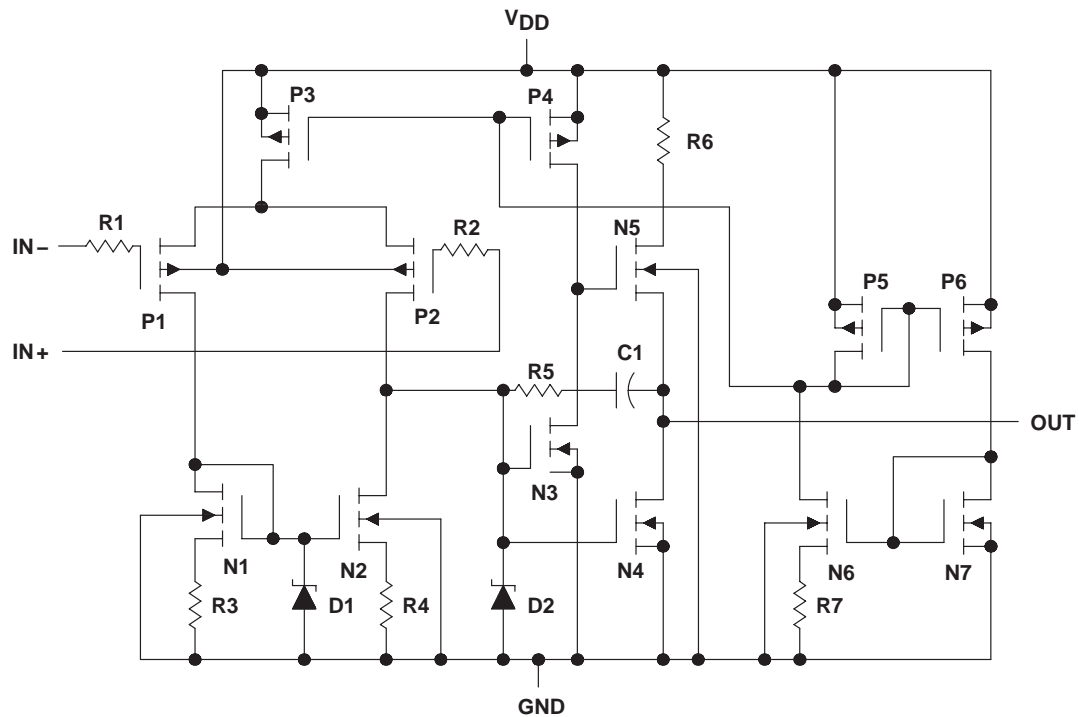 VDD
P3
P4
R6
R1
R2
N5
IN−
P5
P6
P1
P2
IN+
R5
C1
OUT
N3
N1
N2
N4
N6
N7
R3
D1
R4
D2
R7
GND